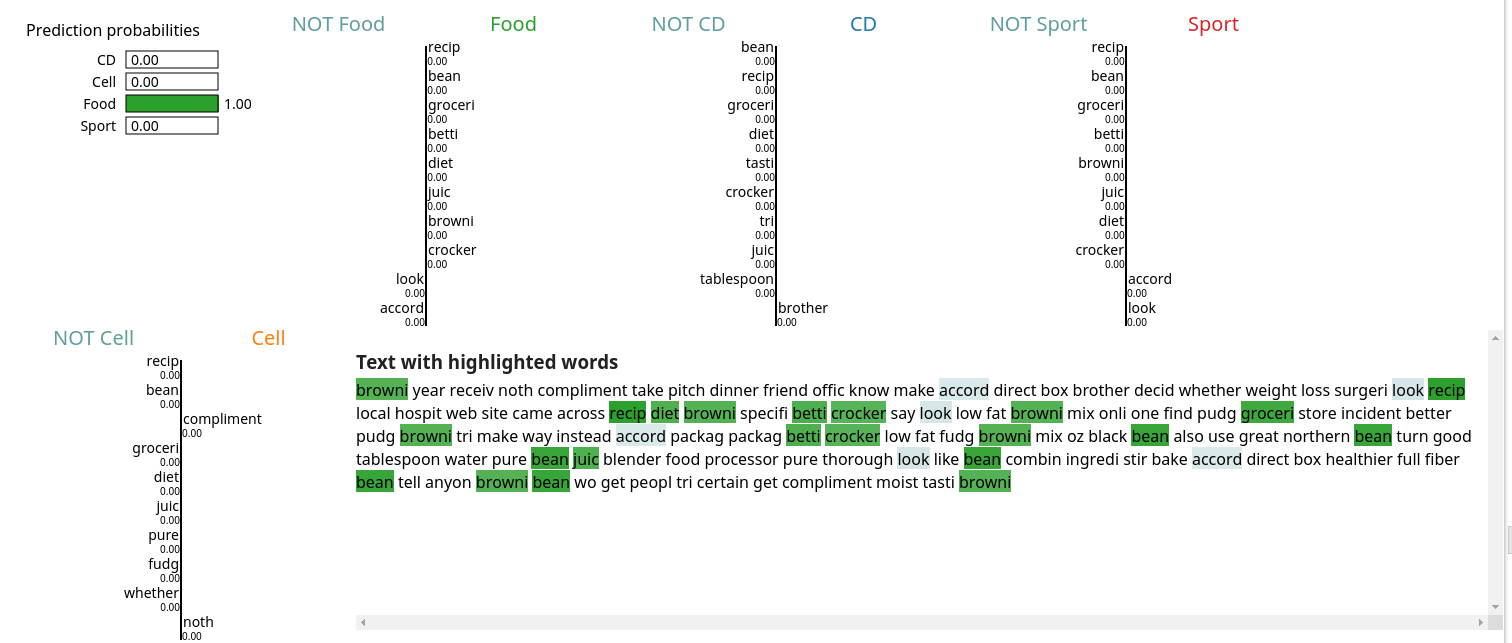 Prediction probabilities
CD 0.00
Cell 0.00
Food 1.00
Sport 0.00
NOT Food Food
recip
0.00
bean
0.00
groceri
0.00
betti
0.00
diet
0.00
juic
0.00
browni
0.00
crocker
0.00
look
0.00
accord
0.00
NOT CD CD
bean
0.00
recip
0.00
groceri
0.00
diet
0.00
tasti
0.00
crocker
0.00
tri
0.00
juic
0.00
tablespoon
0.00
brother
0.00
NOT Sport Sport
recip
0.00
bean
0.00
groceri
0.00
betti
0.00
browni
0.00
juic
0.00
diet
0.00
crocker
0.00
accord
0.00
look
0.00
NOT Cell Cell
recip
0.00
bean
0.00
compliment
0.00
groceri
0.00
diet
0.00
juic
0.00
pure
0.00
fudg
0.00
whether
0.00
noth
0.00
Text with highlighted words
browni year receiv noth compliment take pitch dinner friend offic know make accord direct box brother decid whether weight loss surgeri look recip
local hospit web site came across recip diet browni specifi betti crocker say look low fat browni mix onli one find pudg groceri store incident better
pudg browni tri make way instead accord packag packag betti crocker low fat fudg browni mix oz black bean also use great northern bean turn good
tablespoon water pure bean juic blender food processor pure thorough look like bean combin ingredi stir bake accord direct box healthier full fiber
bean tell anyon browni bean wo get peopl tri certain get compliment moist tasti browni